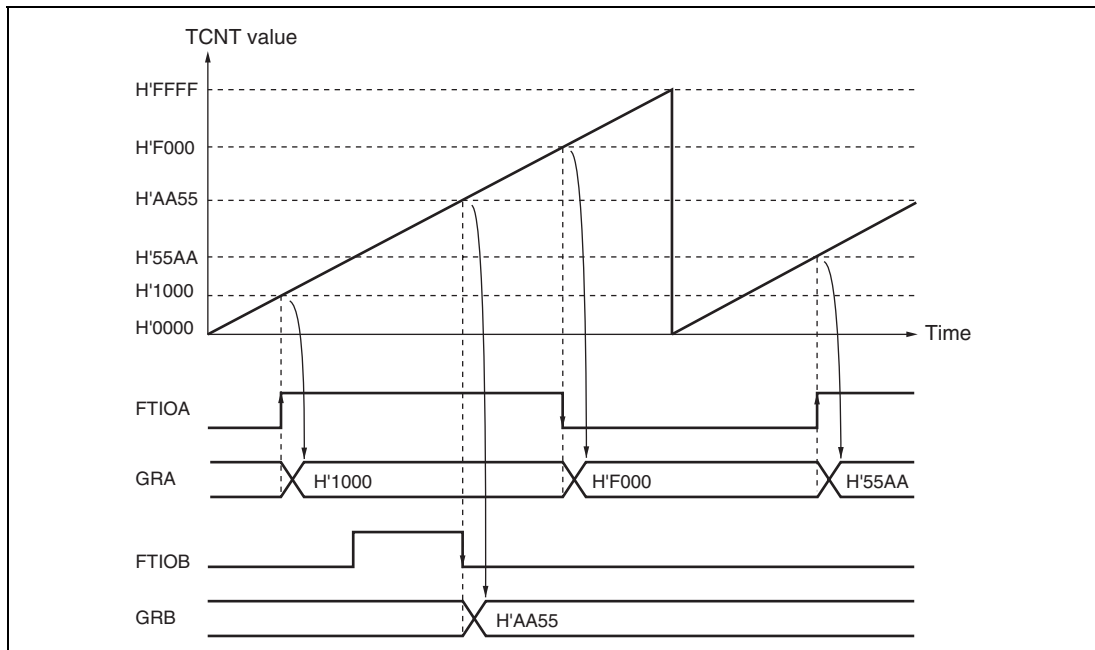 TCNT value
H'FFFF
H'F000
H'AA55
H'55AA
H'1000
H'0000
Time
FTIOA
GRA
H'1000
H'F000
H'55AA
FTIOB
GRB
H'AA55